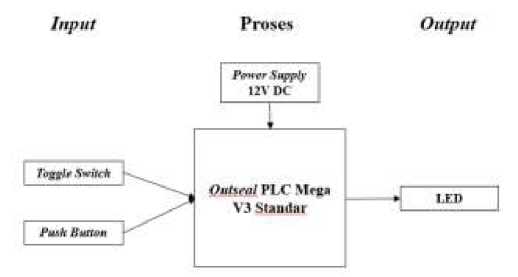 Input
Proses
Output
Power Supply
12V DC
Toggle Switch
Outseal PLC Mega
V3 Standar
LED
Push Button